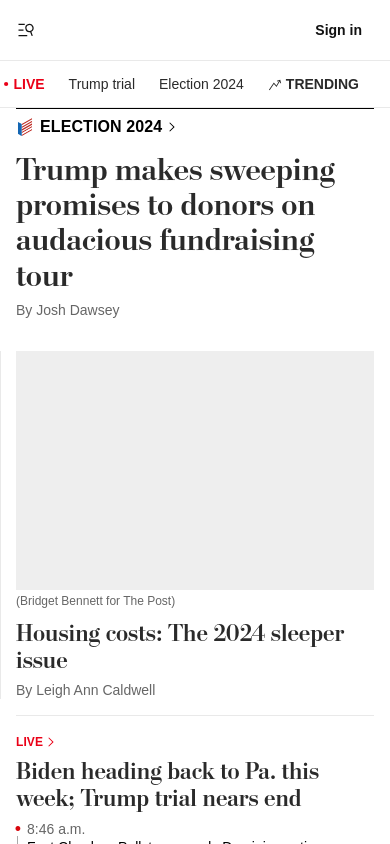 Sign in
LIVE Trump trial Election 2024 TRENDING
ELECTION 2024
Trump makes sweeping
promises to donors on
audacious fundraising
tour
By Josh Dawsey
(Bridget Bennett for The Post)
Housing costs: The 2024 sleeper
issue
By Leigh Ann Caldwell
LIVE
Biden heading back to Pa. this
week; Trump trial nears end
8:46 a.m.